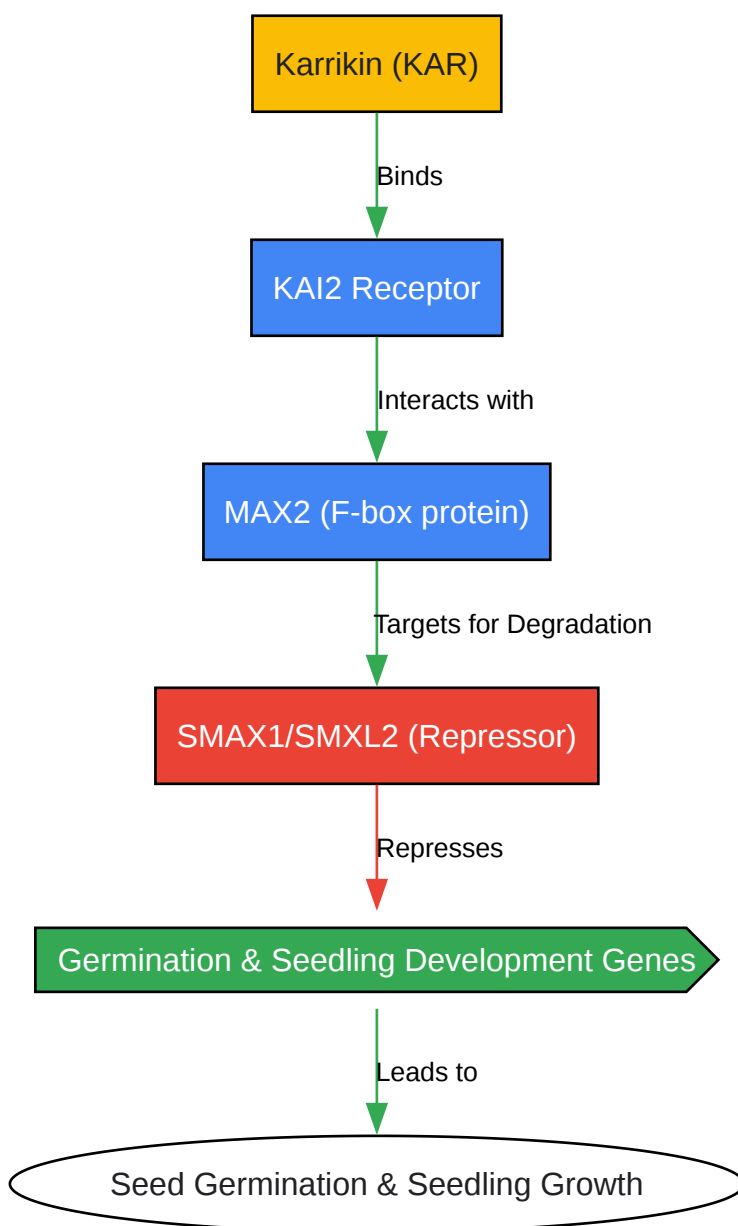 Karrikin (KAR)
Binds
KAI2 Receptor
Interacts with
MAX2 (F-box protein)
Targets for Degradation
SMAX1/SMXL2 (Repressor)
Represses
Germination & Seedling Development Genes
Leads to
Seed Germination & Seedling Growth